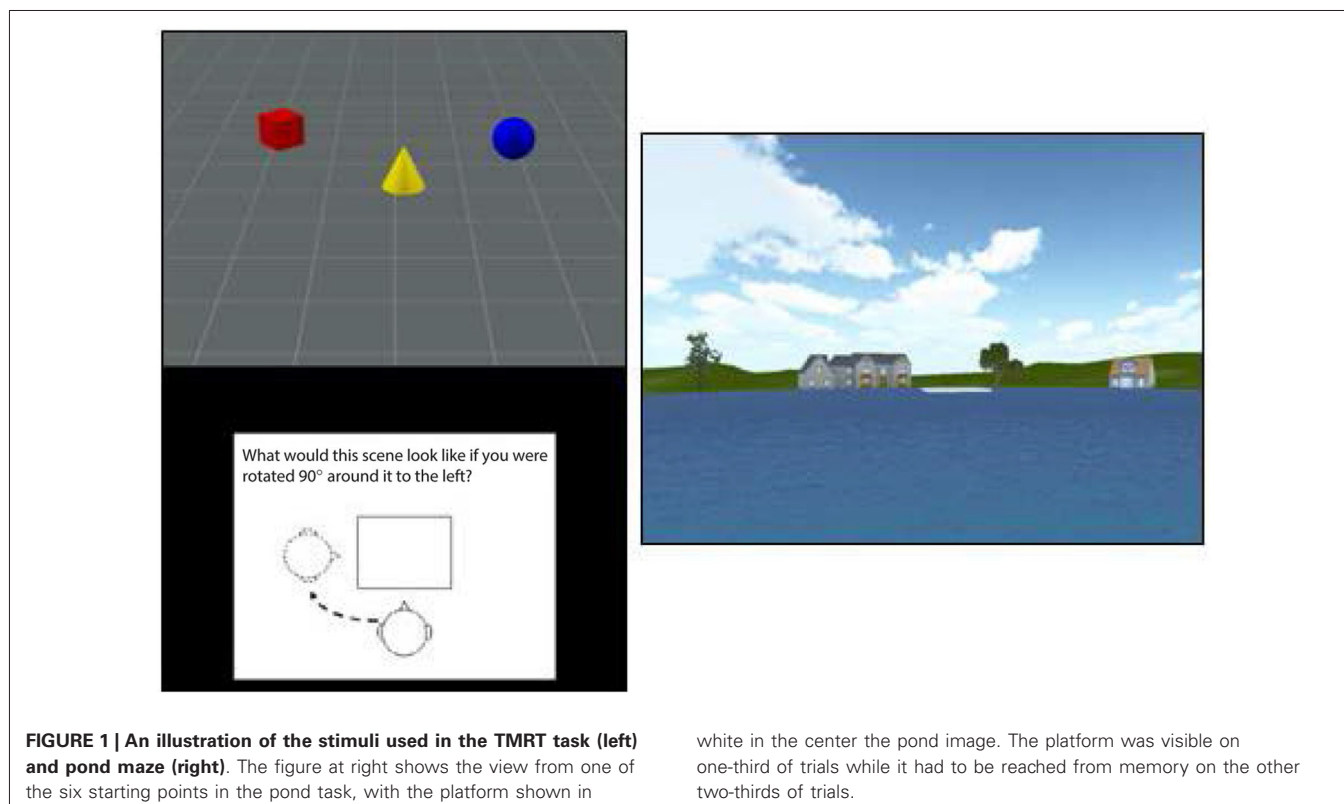 What would this scene look like if you were
rotated 90° around it to the left?
FIGURE 1 | An illustration of the stimuli used in the TMRT task (left)
and pond maze (right). The figure at right shows the view from one of
the six starting points in the pond task, with the platform shown in
white in the center the pond image. The platform was visible on
one-third of trials while it had to be reached from memory on the other
two-thirds of trials.